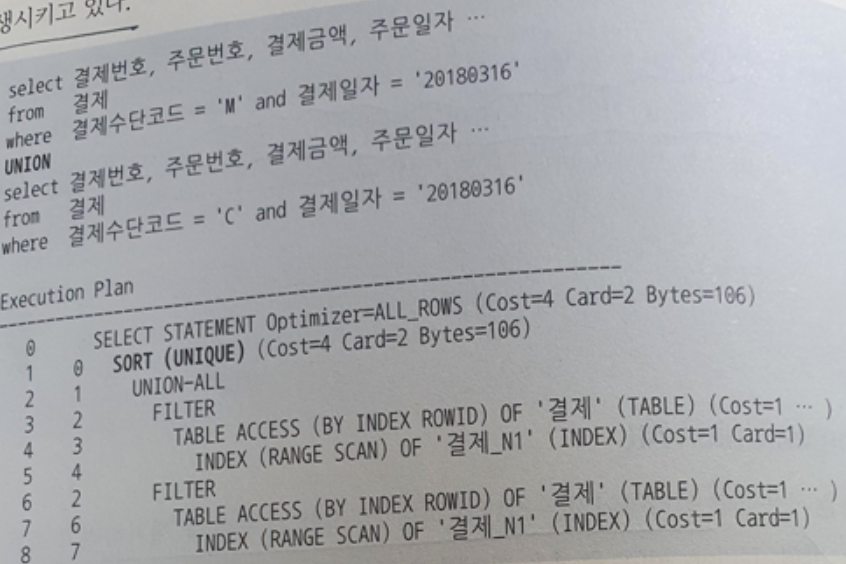 생시키고 있다.
select 결제번호, 주문번호, 결제금액, 주문일자 …
from 결제
where 결제수단코드 = 'M' and 결제일자 = '20180316'
UNION
select 결제번호, 주문번호, 결제금액, 주문일자 …
from 결제
where 결제수단코드 = 'C' and 결제일자 = '20180316'
Execution Plan
0 SELECT STATEMENT Optimizer=ALL_ROWS (Cost=4 Card=2 Bytes=106)
1 0 SORT (UNIQUE) (Cost=4 Card=2 Bytes=106)
2 1 UNION-ALL
3 2 FILTER
4 3 TABLE ACCESS (BY INDEX ROWID) OF '결제' (TABLE) (Cost=1 … )
5 4 INDEX (RANGE SCAN) OF '결제_N1' (INDEX) (Cost=1 Card=1)
6 2 FILTER
7 6 TABLE ACCESS (BY INDEX ROWID) OF '결제' (TABLE) (Cost=1 … )
8 7 INDEX (RANGE SCAN) OF '결제_N1' (INDEX) (Cost=1 Card=1)